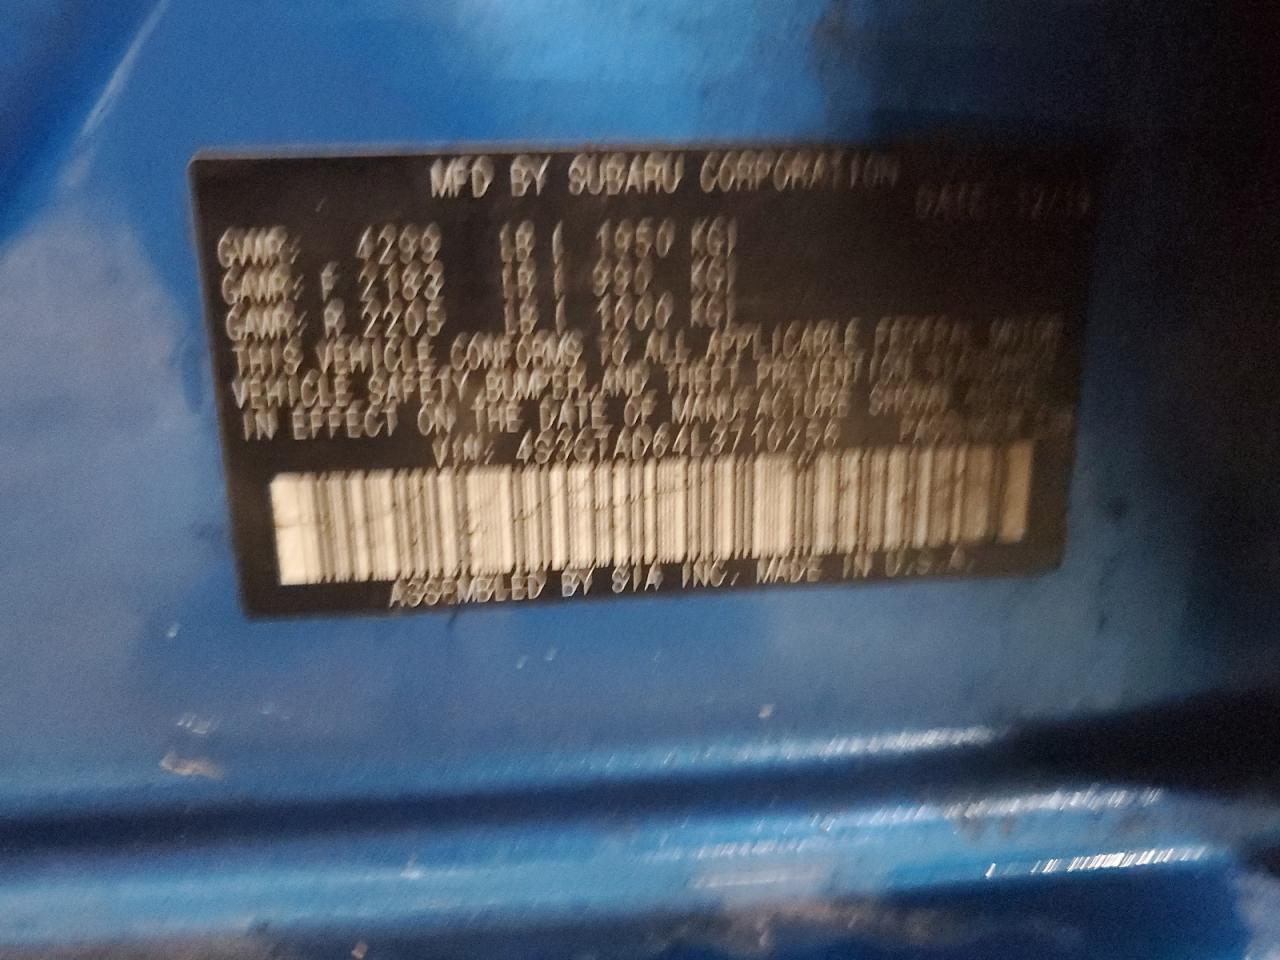 MFD BY SUBARU CORPORATION
DATE:
GVWR: 4299 LB ( 1950 KG)
GAWR: F 2183 LB ( 990 KG)
GAWR: R 2205 LB ( 1000 KG)
THIS VEHICLE CONFORMS TO ALL APPLICABLE FEDERAL MOTOR
VEHICLE SAFETY, BUMPER, AND THEFT PREVENTION STANDARDS
IN EFFECT ON THE DATE OF MANUFACTURE SHOWN ABOVE.
VIN:
ASSEMBLED BY SIA INC. MADE IN U.S.A.